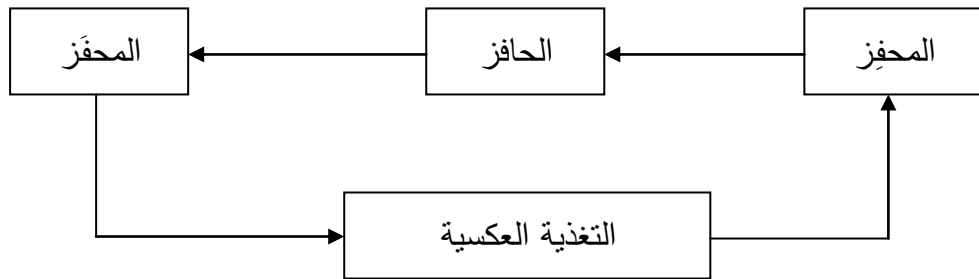 المحفِز
الحافز
المحفَز
التغذية العكسية